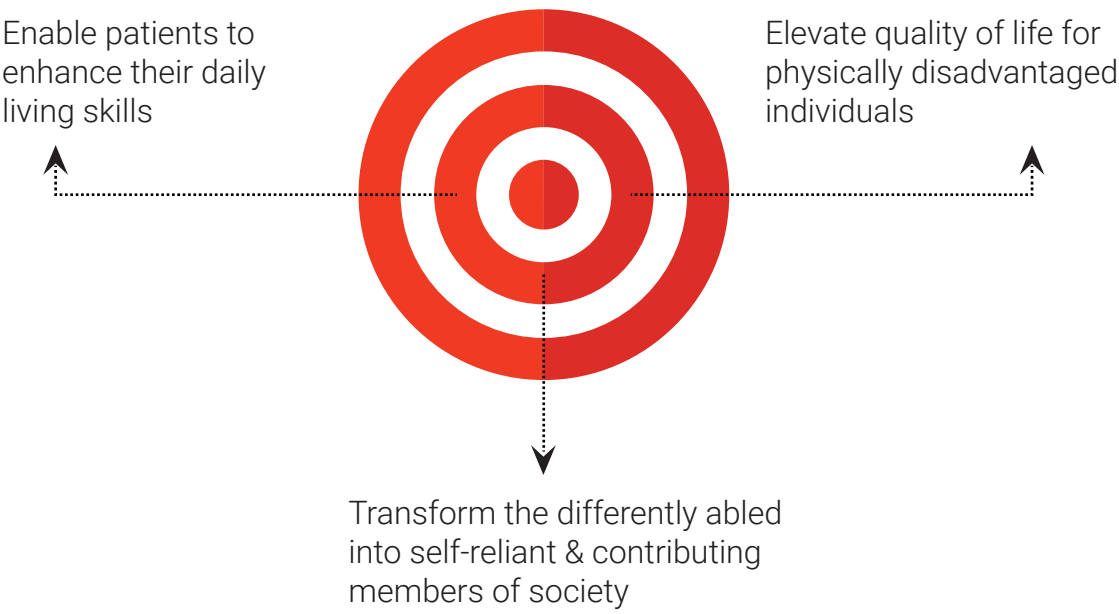 Enable patients to
enhance their daily
living skills
Elevate quality of life for
physically disadvantaged
individuals
Transform the differently abled
into self-reliant & contributing
members of society